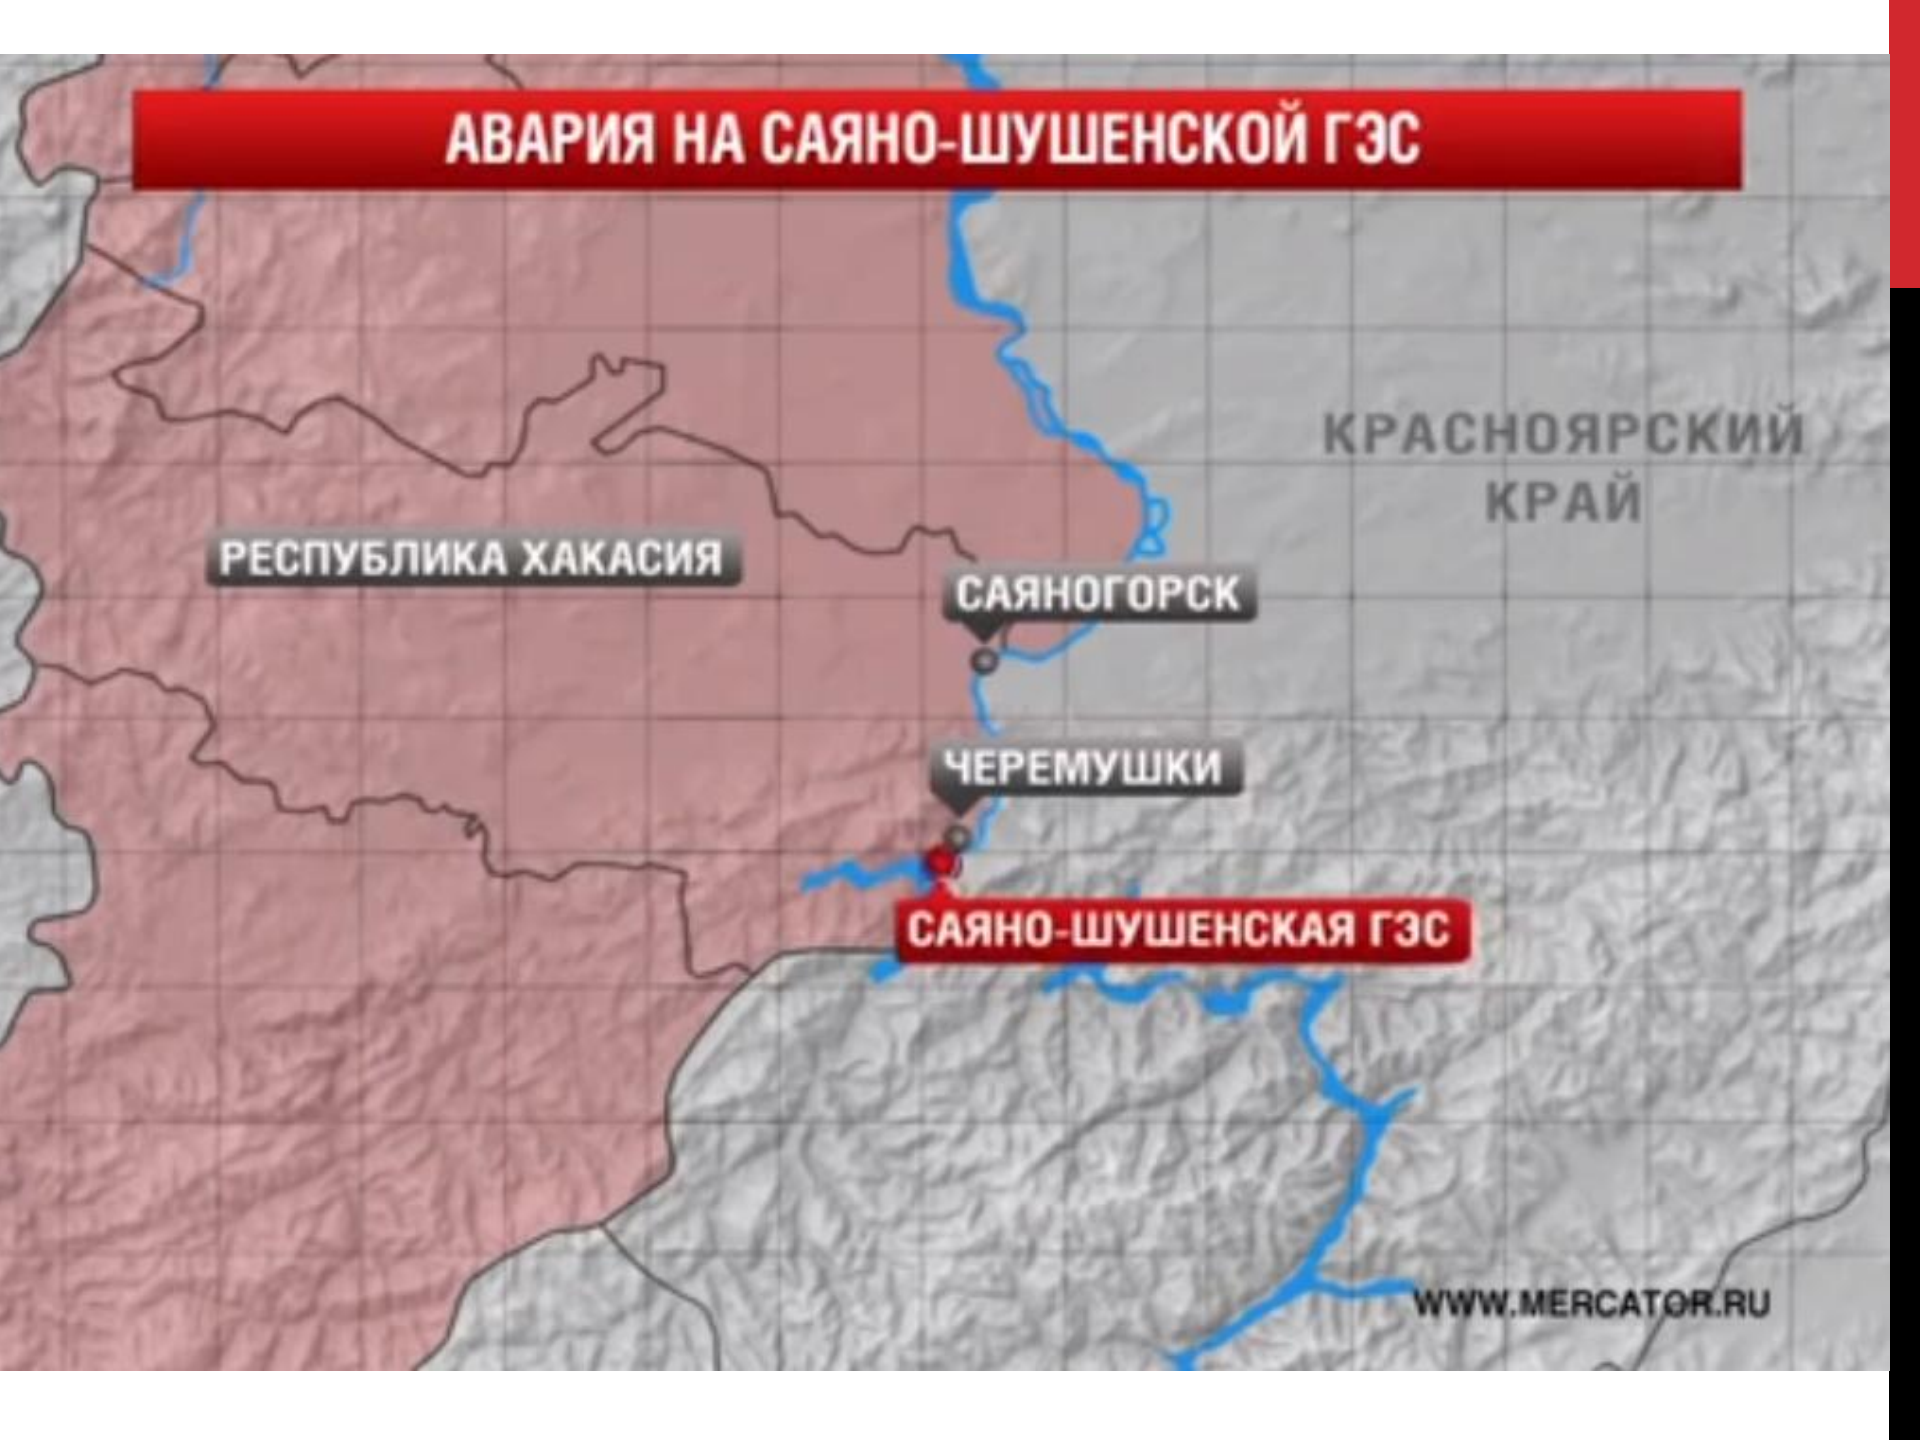 АВАРИЯ НА САЯНО-ШУШЕНСКОЙ ГЭС
КРАСНОЯРСКИЙ
КРАЙ
РЕСПУБЛИКА ХАКАСИЯ
САЯНОГОРСК
ЧЕРЕМУШКИ
САЯНО-ШУШЕНСКАЯ ГЭС
WWW.MERCATOR.RU